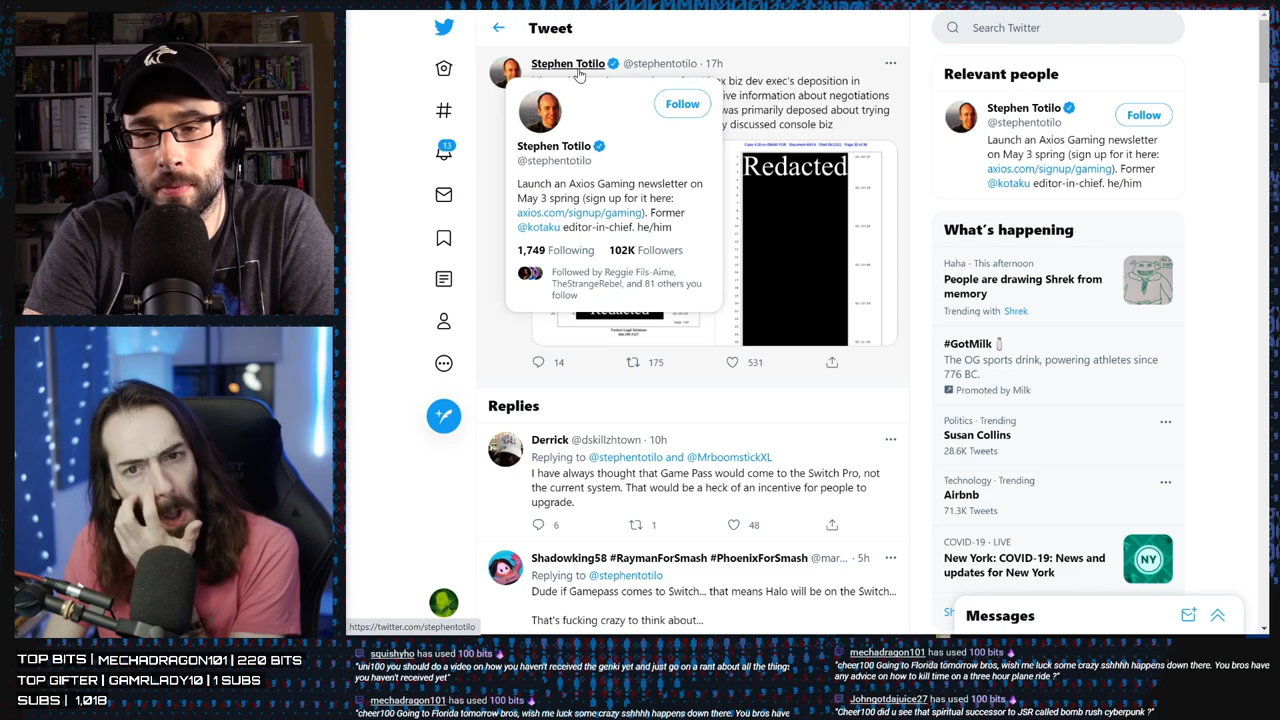 Tweet
Stephen Totilo @stephentotilo · 17h
ox biz dev exec's deposition in
ive information about negotiations
was primarily deposed about trying
y discussed console biz
Follow
Stephen Totilo
@stephentotilo
Launch an Axios Gaming newsletter on
May 3 spring (sign up for it here:
axios.com/signup/gaming). Former
@kotaku editor-in-chief. he/him
1,749 Following 102K Followers
Followed by Reggie Fils-Aime,
TheStrangeRebel, and 81 others you
follow
Redacted
Redacted
14 175 531
Replies
Derrick @dskillzhtown · 10h
Replying to @stephentotilo and @MrboomstickXL
I have always thought that Game Pass would come to the Switch Pro, not
the current system. That would be a heck of an incentive for people to
upgrade.
6 1 48
Shadowking58 #RaymanForSmash #PhoenixForSmash @mar... · 5h
Replying to @stephentotilo
Dude if Gamepass comes to Switch... that means Halo will be on the Switch...
That's fucking crazy to think about...
13
https://twitter.com/stephentotilo
Search Twitter
Relevant people
Stephen Totilo
@stephentotilo
Follow
Launch an Axios Gaming newsletter
on May 3 spring (sign up for it here:
axios.com/signup/gaming). Former
@kotaku editor-in-chief. he/him
What's happening
Haha · This afternoon
People are drawing Shrek from
memory
Trending with Shrek
#GotMilk
The OG sports drink, powering athletes since
776 BC.
Promoted by Milk
Politics · Trending
Susan Collins
28.6K Tweets
Technology · Trending
Airbnb
71.3K Tweets
COVID-19 · LIVE
New York: COVID-19: News and
updates for New York
NY
Sh
Messages
TOP BITS | MECHADRAGON101 | 220 BITS
TOP GIFTER | GAMRLADY10 | 1 SUBS
SUBS | 1,018
squishyho has used 100 bits
"uni100 you should do a video on how you haven't received the genki yet and just go on a rant about all the things
you haven't received yet"
mechadragon101 has used 100 bits
"cheer100 Going to Florida tomorrow bros, wish me luck some crazy sshhhh happens down there. You bros have
mechadragon101 has used 100 bits
"cheer100 Going to Florida tomorrow bros, wish me luck some crazy sshhhh happens down there. You bros have
any advice on how to kill time on a three hour plane ride ?"
Johngotdajuice27 has used 100 bits
"Cheer100 did u see that spiritual successor to JSR called bomb rush cyberpunk ?"